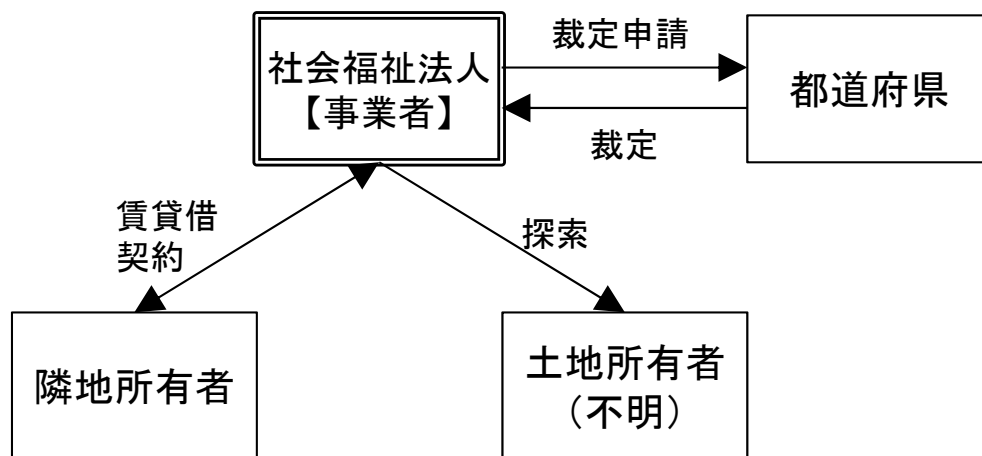 社会福祉法人
【事業者】
裁定申請
都道府県
裁定
賃貸借
契約
探索
隣地所有者
土地所有者
（不明）